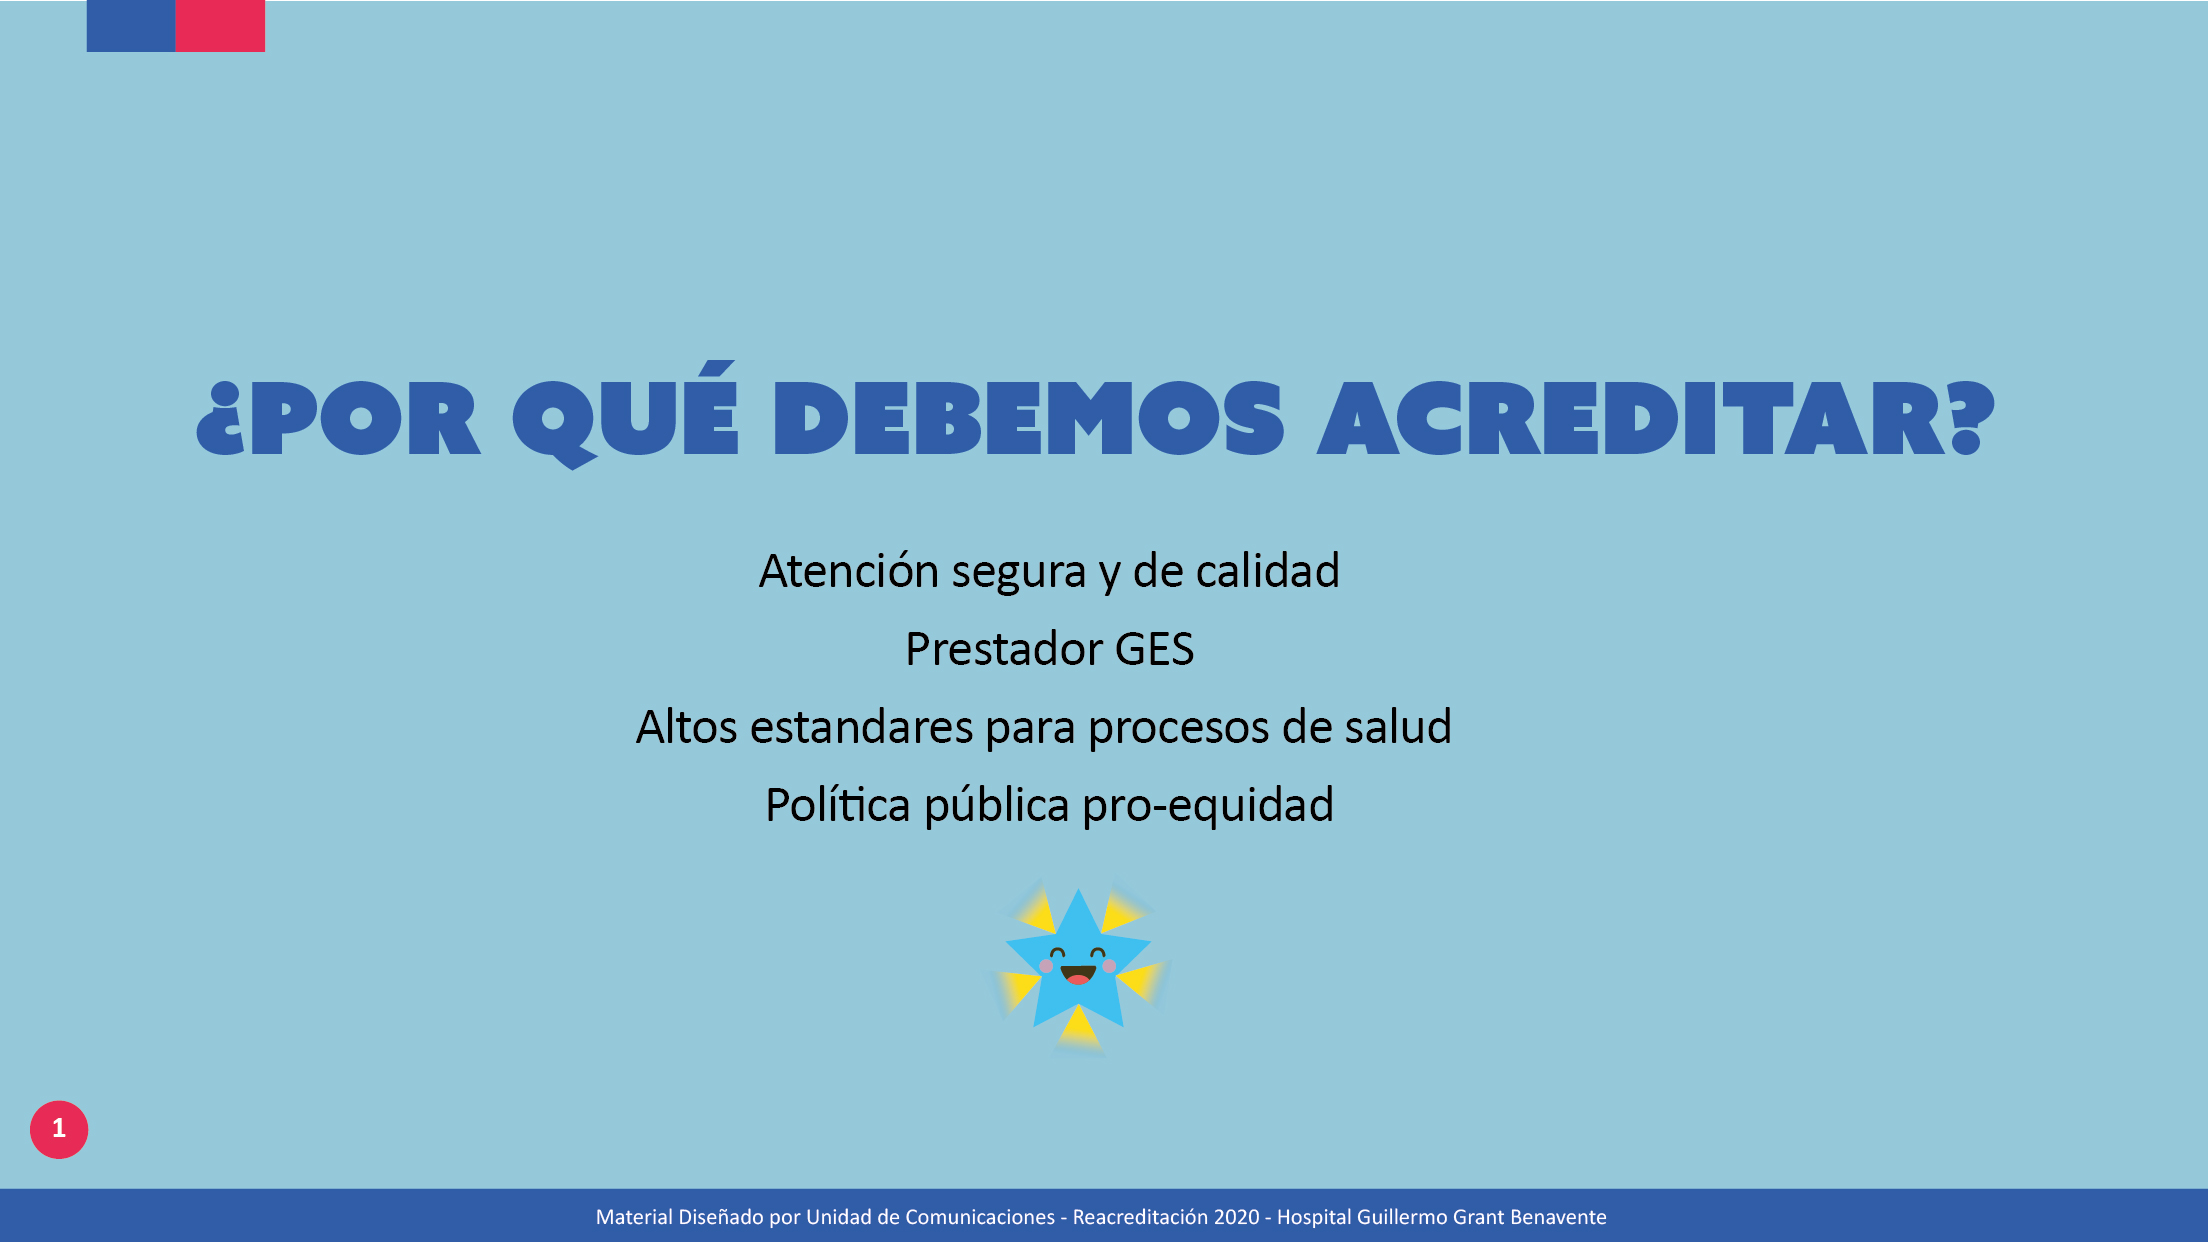 ¿POR QUÉ DEBEMOS ACREDITAR?
Atención segura y de calidad
Prestador GES
Altos estandares para procesos de salud
Política pública pro-equidad
1
Material Diseñado por Unidad de Comunicaciones - Reacreditación 2020 - Hospital Guillermo Grant Benavente